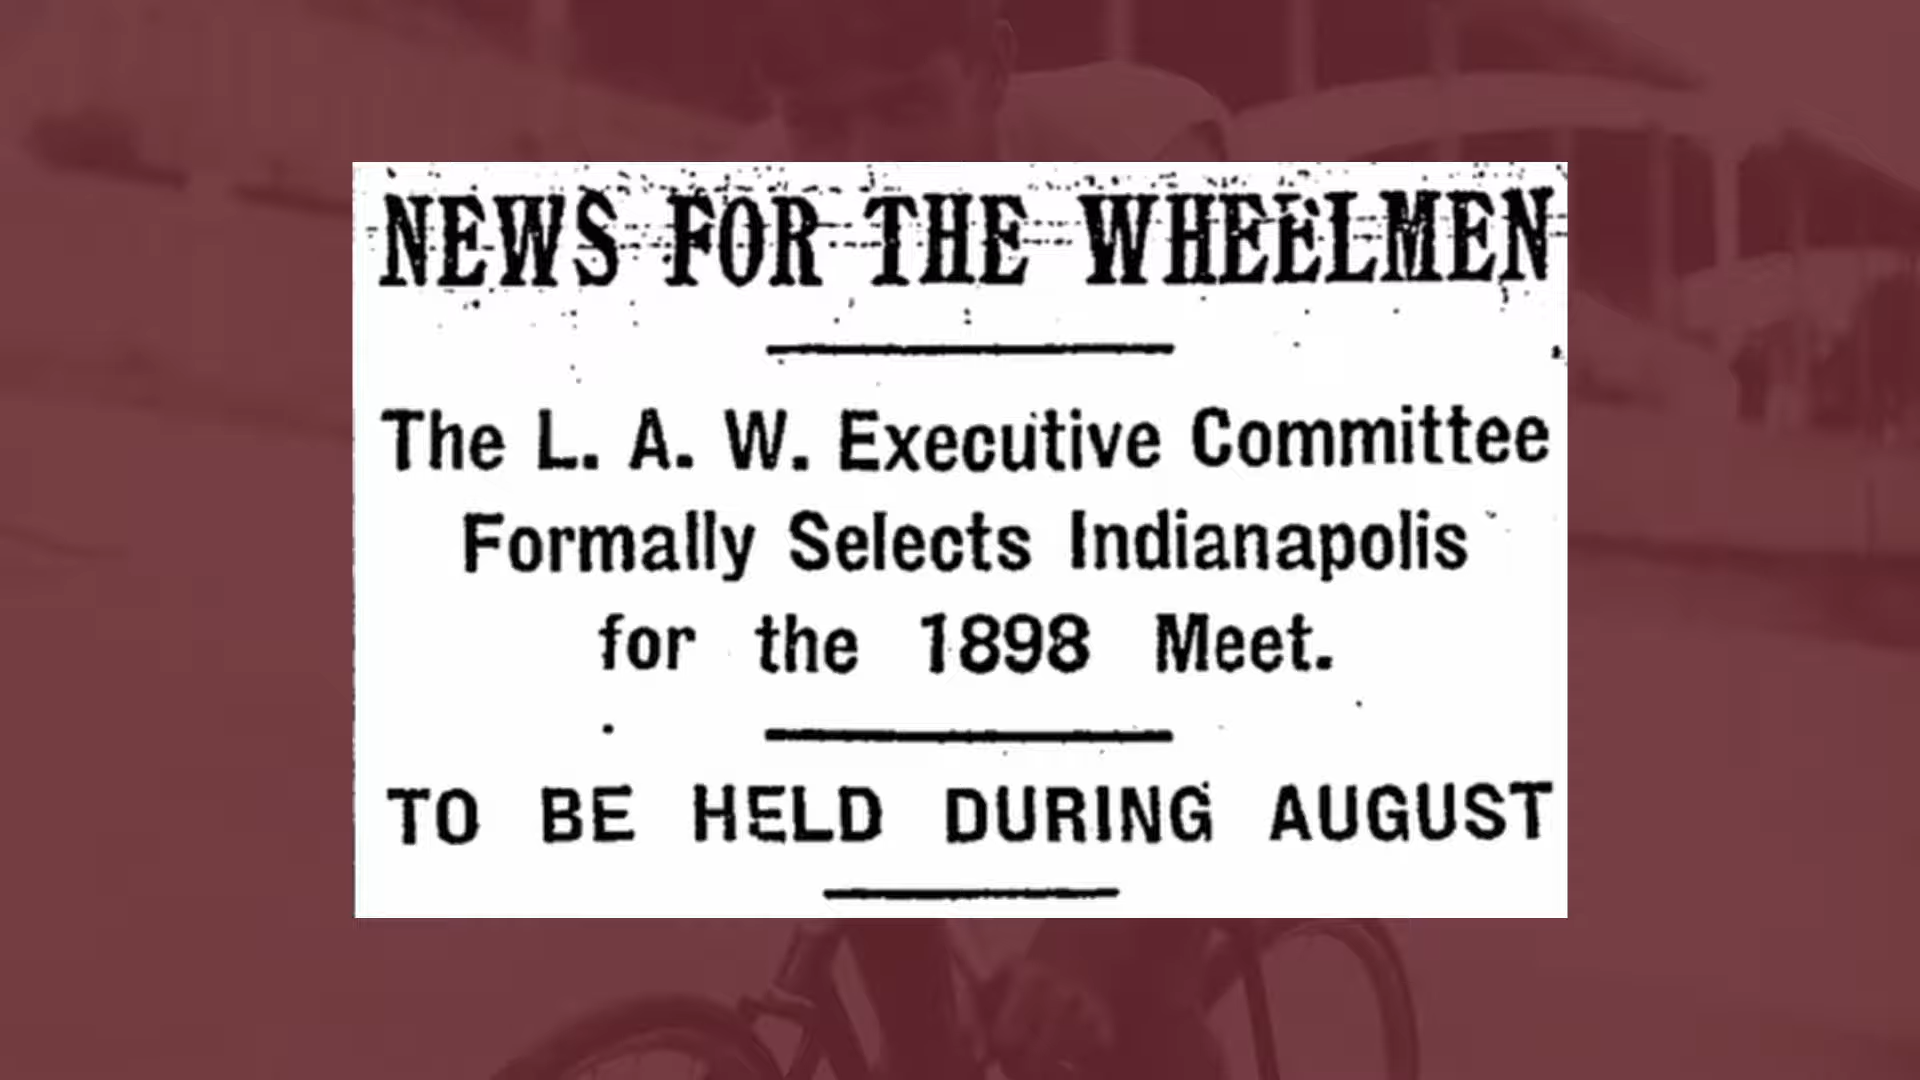 NEWS FOR THE WHEELMEN
The L. A. W. Executive Committee
Formally Selects Indianapolis
for the 1898 Meet.
TO BE HELD DURING AUGUST